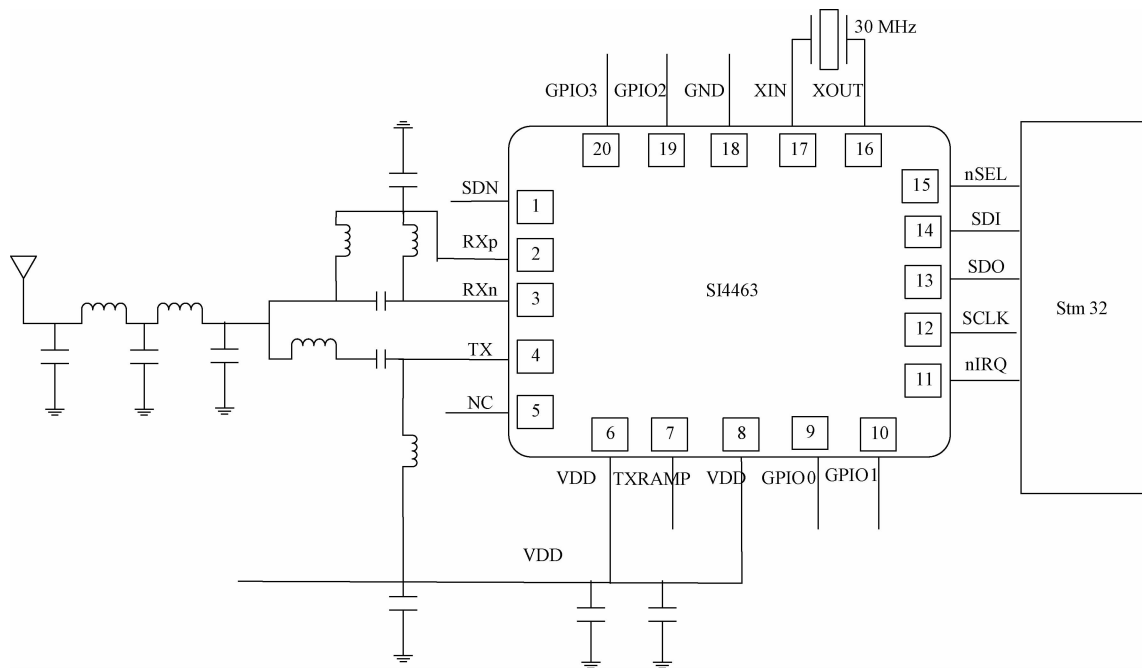 30 MHz
GPIO3 GPIO2 GND XIN XOUT
20 19 18 17 16
SDN 1
RXp 2
RXn 3
TX 4
NC 5
15 nSEL
14 SDI
13 SDO
12 SCLK
11 nIRQ
SI4463
Stm 32
6 7 8 9 10
VDD TXRAMP VDD GPIO0 GPIO1
VDD